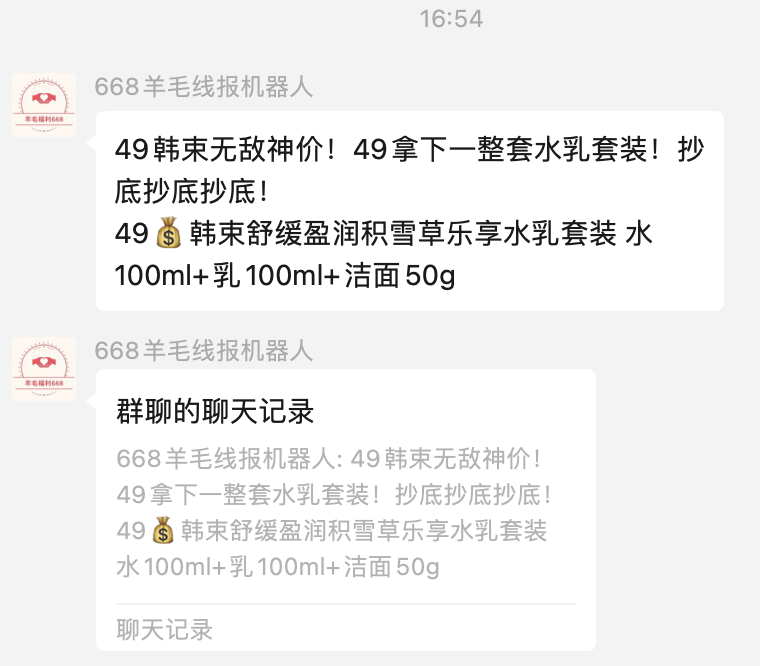 16:54
668羊毛线报机器人
羊毛福利668
49韩束无敌神价！49拿下一整套水乳套装！抄
底抄底抄底！
49💰韩束舒缓盈润积雪草乐享水乳套装 水
100ml+乳100ml+洁面50g
668羊毛线报机器人
羊毛福利668
群聊的聊天记录
668羊毛线报机器人: 49韩束无敌神价！
49拿下一整套水乳套装！抄底抄底抄底！
49💰韩束舒缓盈润积雪草乐享水乳套装
水100ml+乳100ml+洁面50g
聊天记录